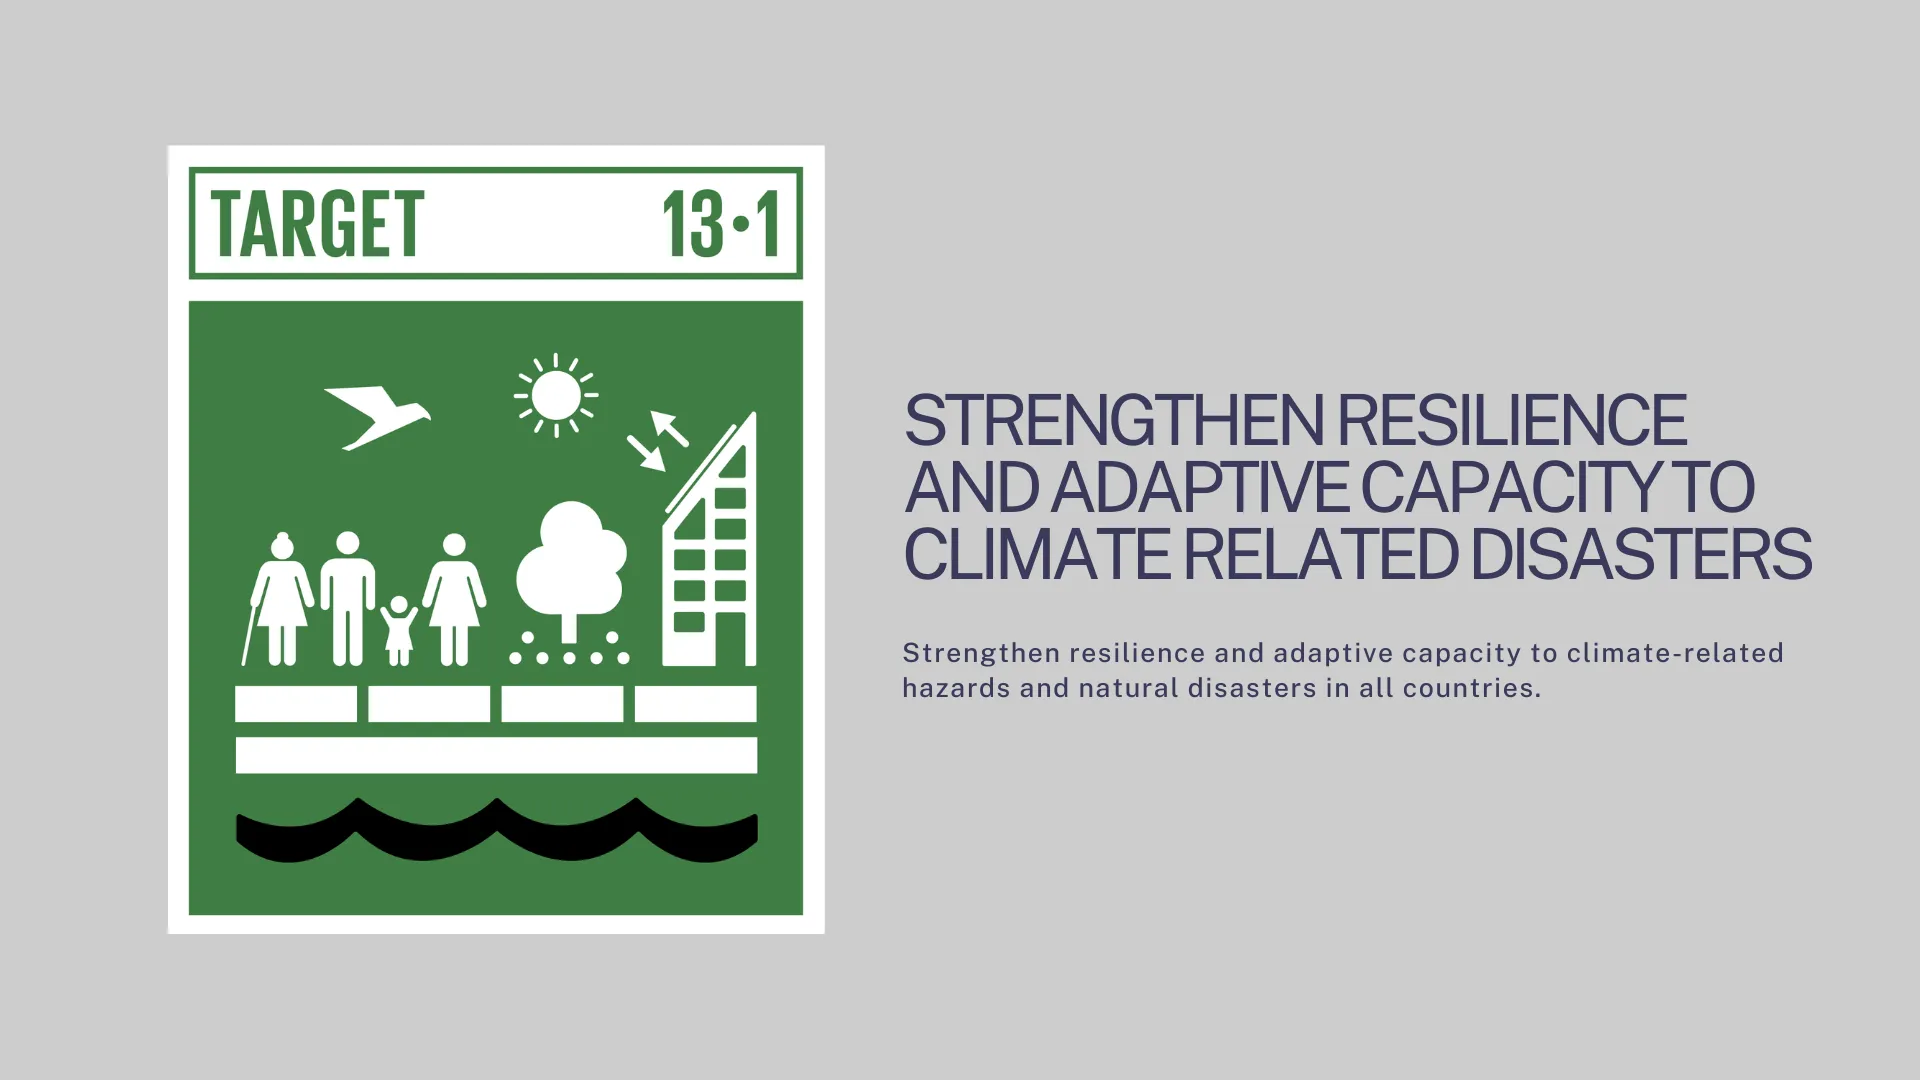 TARGET 13•1
STRENGTHEN RESILIENCE
AND ADAPTIVE CAPACITY TO
CLIMATE RELATED DISASTERS
Strengthen resilience and adaptive capacity to climate-related
hazards and natural disasters in all countries.